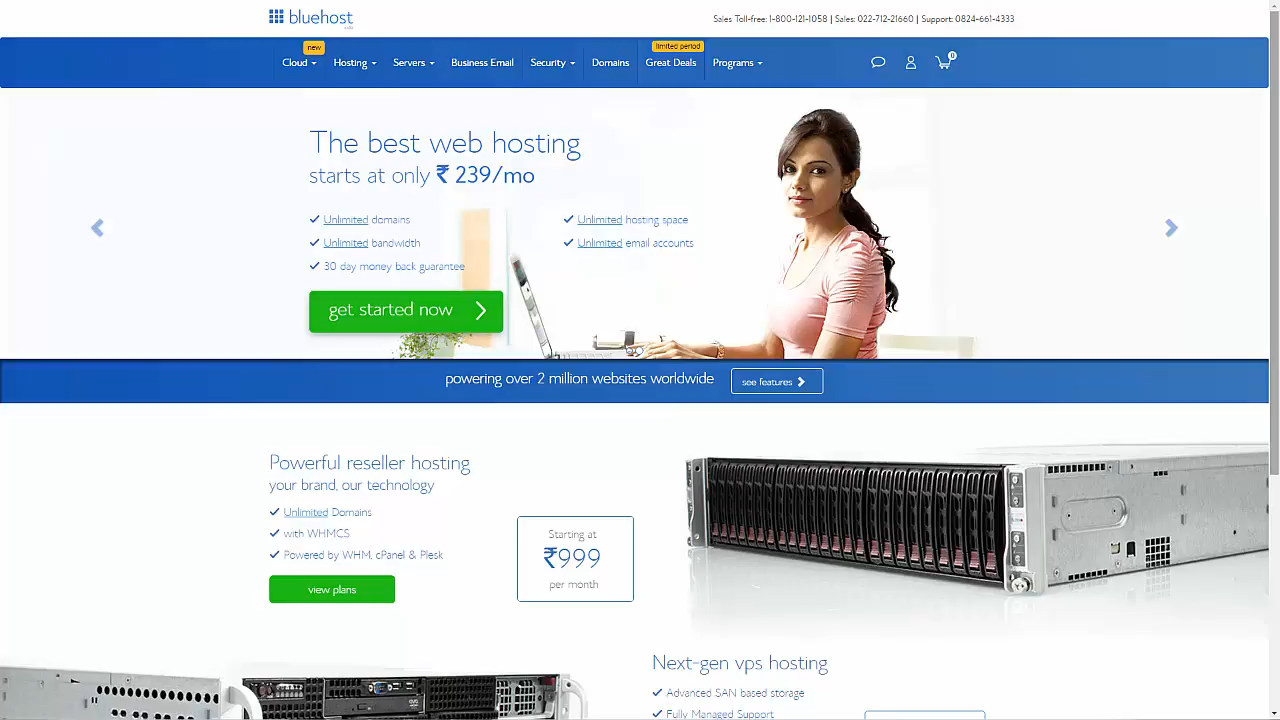 bluehost
Sales Toll-free: 1-800-121-1058 | Sales: 022-712-21660 | Support: 0824-661-4333
new
limited period
Cloud
Hosting
Servers
Business Email
Security
Domains
Great Deals
Programs
0
The best web hosting
starts at only ₹ 239/mo
Unlimited domains
Unlimited hosting space
Unlimited bandwidth
Unlimited email accounts
30 day money back guarantee
get started now
powering over 2 million websites worldwide
see features
Powerful reseller hosting
your brand, our technology
Unlimited Domains
with WHMCS
Powered by WHM, cPanel & Plesk
view plans
Starting at
₹999
per month
Next-gen vps hosting
Advanced SAN based storage
Fully Managed Support